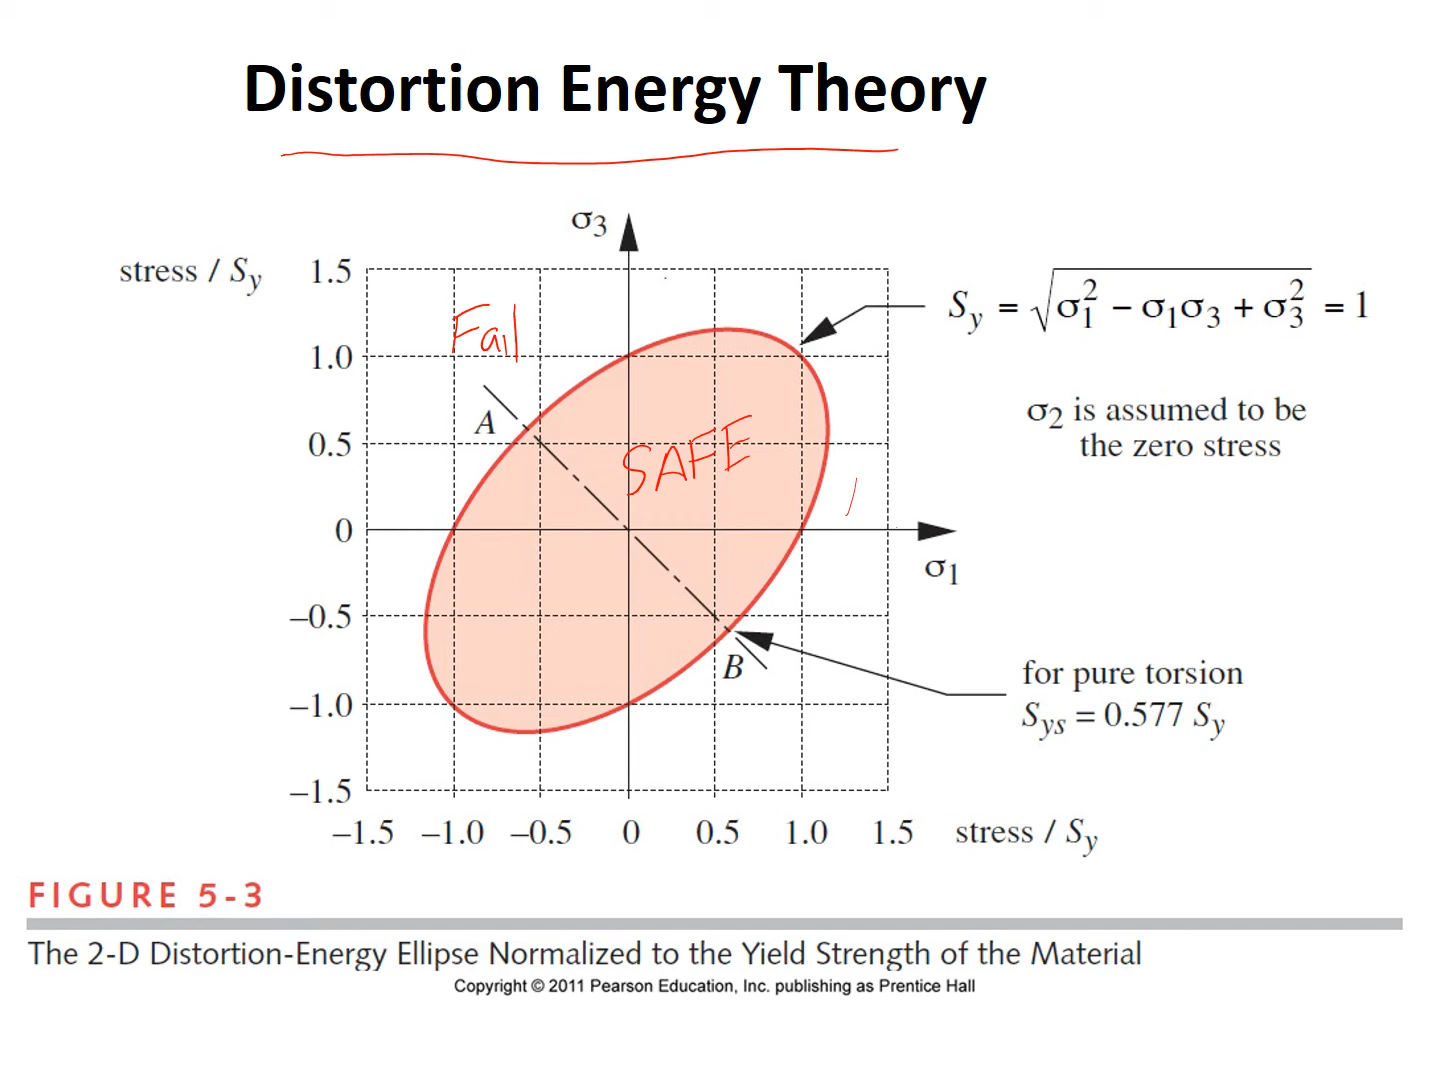 Distortion Energy Theory
σ3
stress / Sy
1.5
1.0
0.5
0
–0.5
–1.0
–1.5
Fail
A
SAFE
B
Sy = √σ1² − σ1σ3 + σ3² = 1
σ2 is assumed to be
the zero stress
σ1
for pure torsion
Sys = 0.577 Sy
–1.5 –1.0 –0.5 0 0.5 1.0 1.5 stress / Sy
FIGURE 5-3
The 2-D Distortion-Energy Ellipse Normalized to the Yield Strength of the Material
Copyright © 2011 Pearson Education, Inc. publishing as Prentice Hall